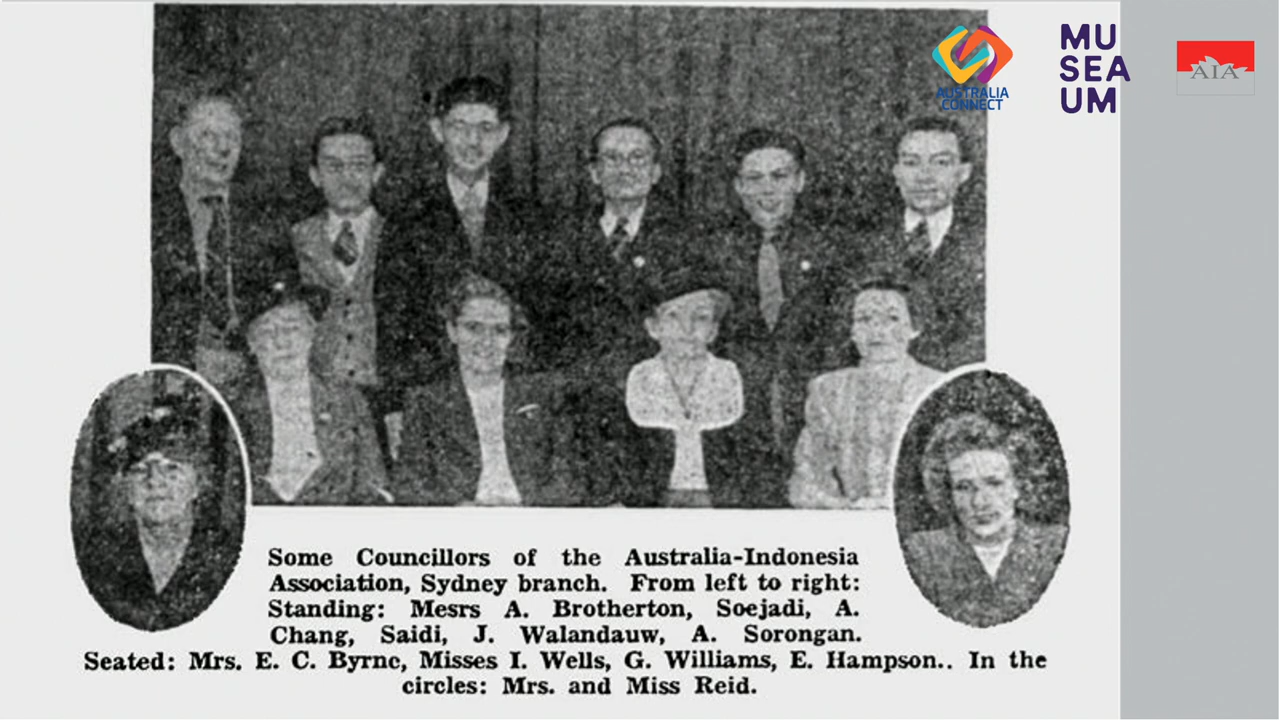 AUSTRALIA
CONNECT
MU
SEA
UM
AIA
Some Councillors of the Australia-Indonesia
Association, Sydney branch. From left to right:
Standing: Mesrs A. Brotherton, Soejadi, A.
Chang, Saidi, J. Walandauw, A. Sorongan.
Seated: Mrs. E. C. Byrne, Misses I. Wells, G. Williams, E. Hampson.. In the
circles: Mrs. and Miss Reid.